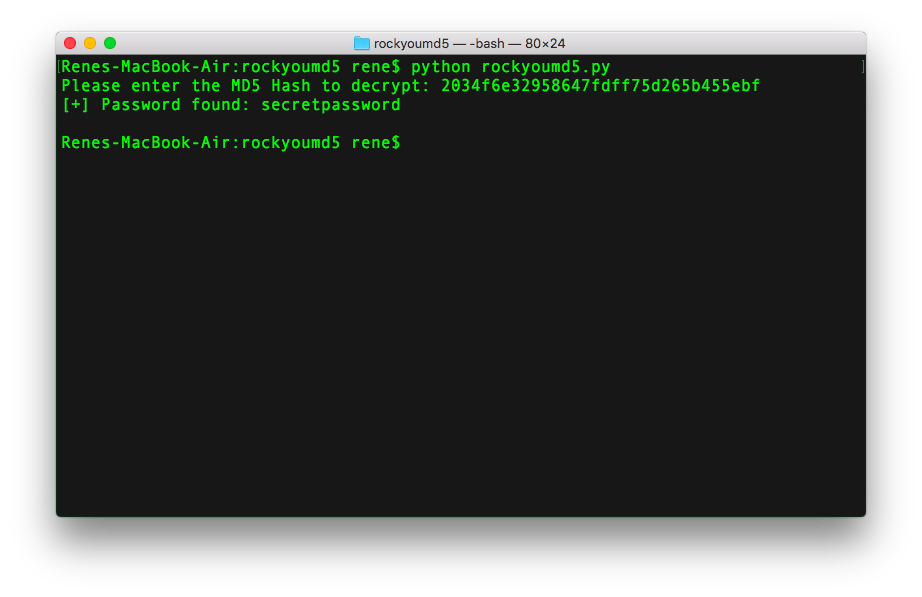 rockyoumd5 — -bash — 80×24
[Renes-MacBook-Air:rockyoumd5 rene$ python rockyoumd5.py ]
Please enter the MD5 Hash to decrypt: 2034f6e32958647fdff75d265b455ebf
[+] Password found: secretpassword
Renes-MacBook-Air:rockyoumd5 rene$